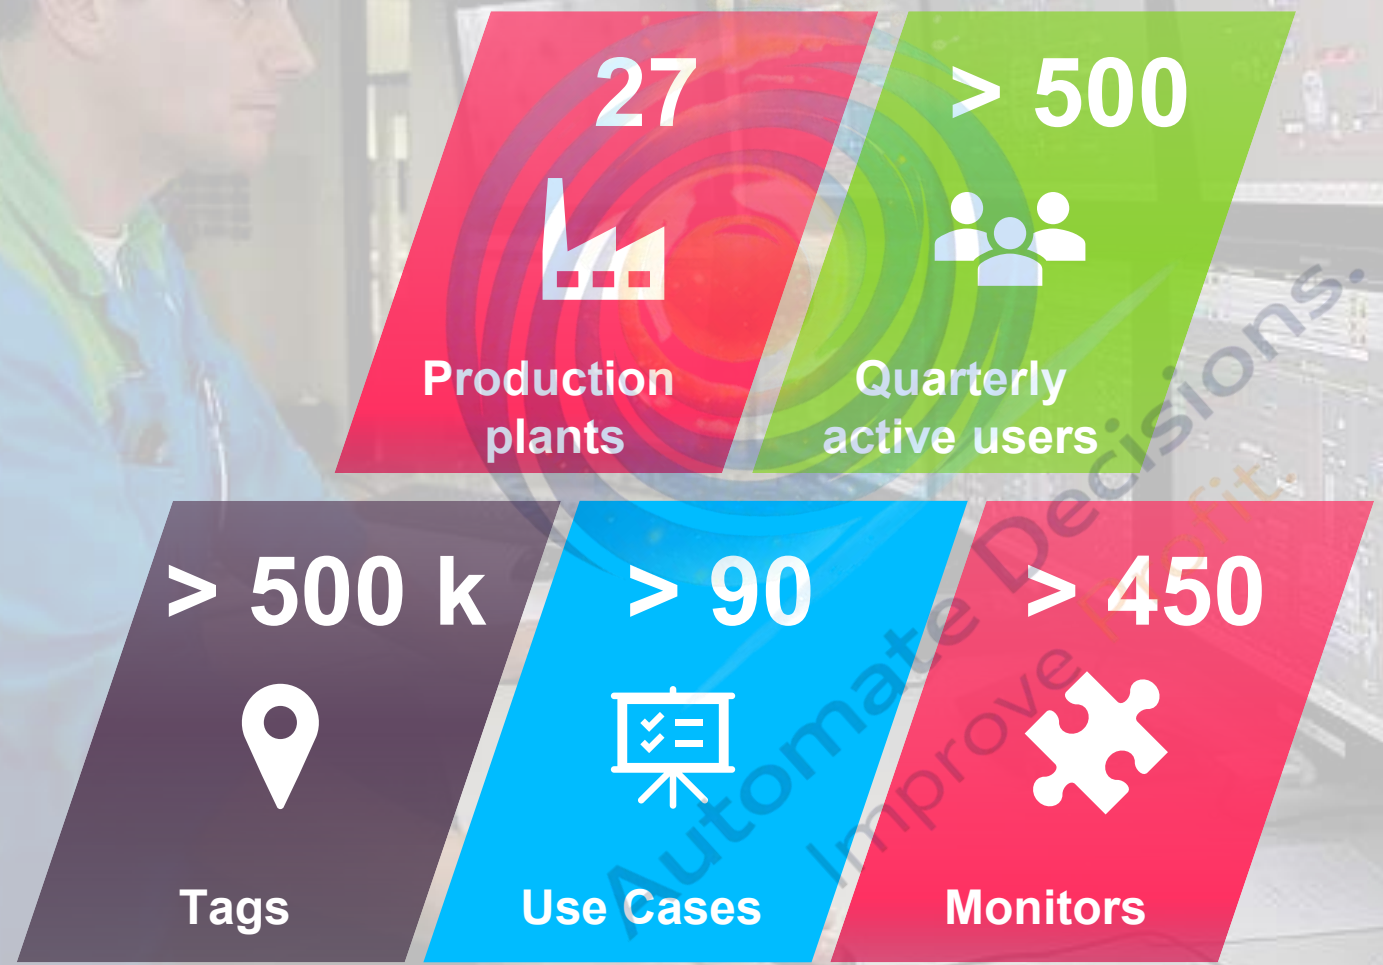 27
Production
plants
> 500
Quarterly
active users
> 500 k
Tags
> 90
Use Cases
> 450
Monitors
Automate Decisions.
Improve Profit.